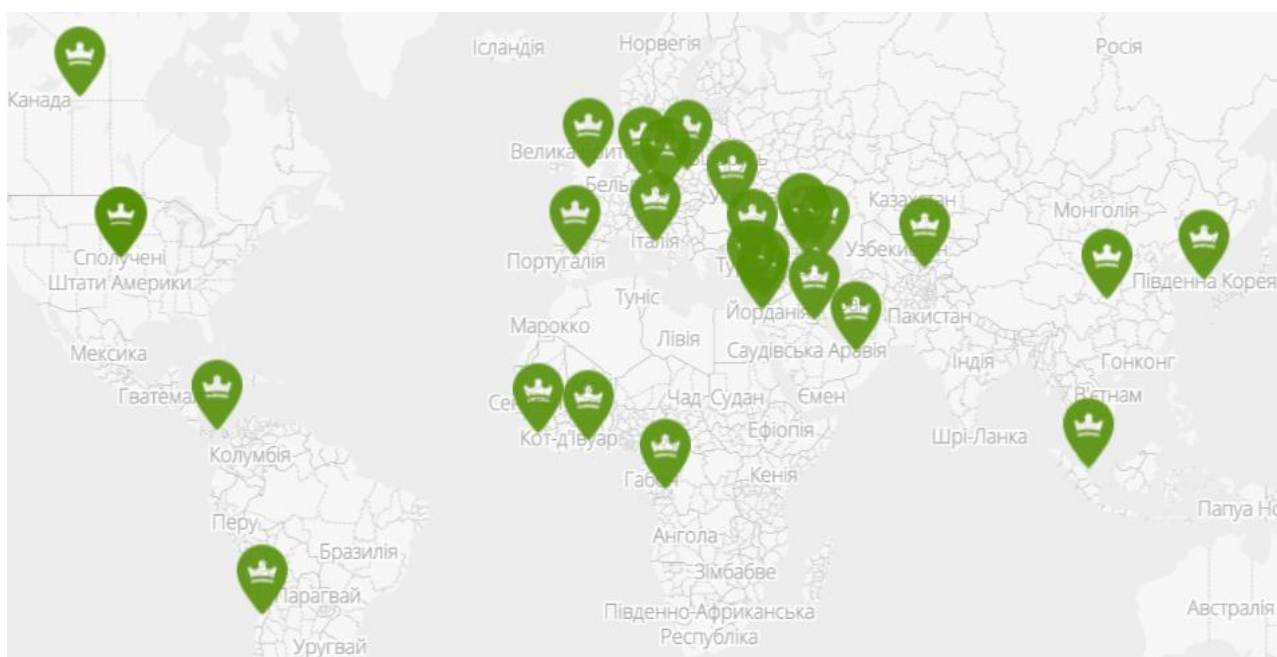 Ісландія
Норвегія
Росія
Канада
Велика
Бель
Казахстан
Монголія
Сполучені
Штати Америки
Португалія
Італія
Узбекистан
Південна Корея
Туніс
Йорданія
Пакистан
Марокко
Лівія
Саудівська Аравія
Мексика
Індія
Гонконг
Гватемала
Чад
Судан
Ємен
В'єтнам
Кот-д'Івуар
Ефіопія
Шрі-Ланка
Колумбія
Габон
Кенія
Перу
Папуа Но
Ангола
Бразилія
Зімбабве
Парагвай
Південно-Африканська
Республіка
Австралія
Уругвай